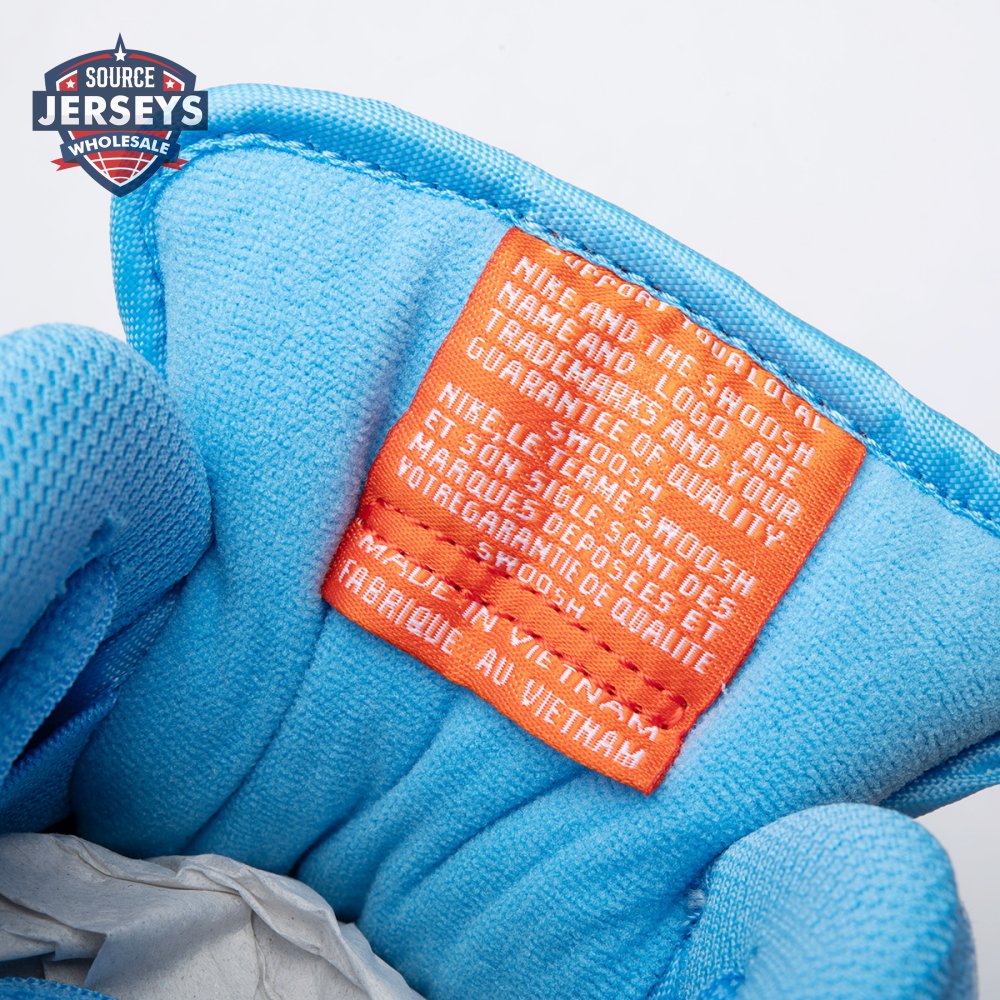 SOURCE
JERSEYS
WHOLESALE
SUPPORT YOUR LOCAL
NIKE AND THE SWOOSH
NAME AND LOGO ARE
TRADEMARKS AND YOUR
GUARANTEE OF QUALITY
SWOOSH
NIKE, LE TERME SWOOSH
ET SON SIGLE SONT DES
MARQUES DEPOSEES ET
VOTREGARANTIE DE QUALITE
SWOOSH
MADE IN VIETNAM
FABRIQUE AU VIETNAM